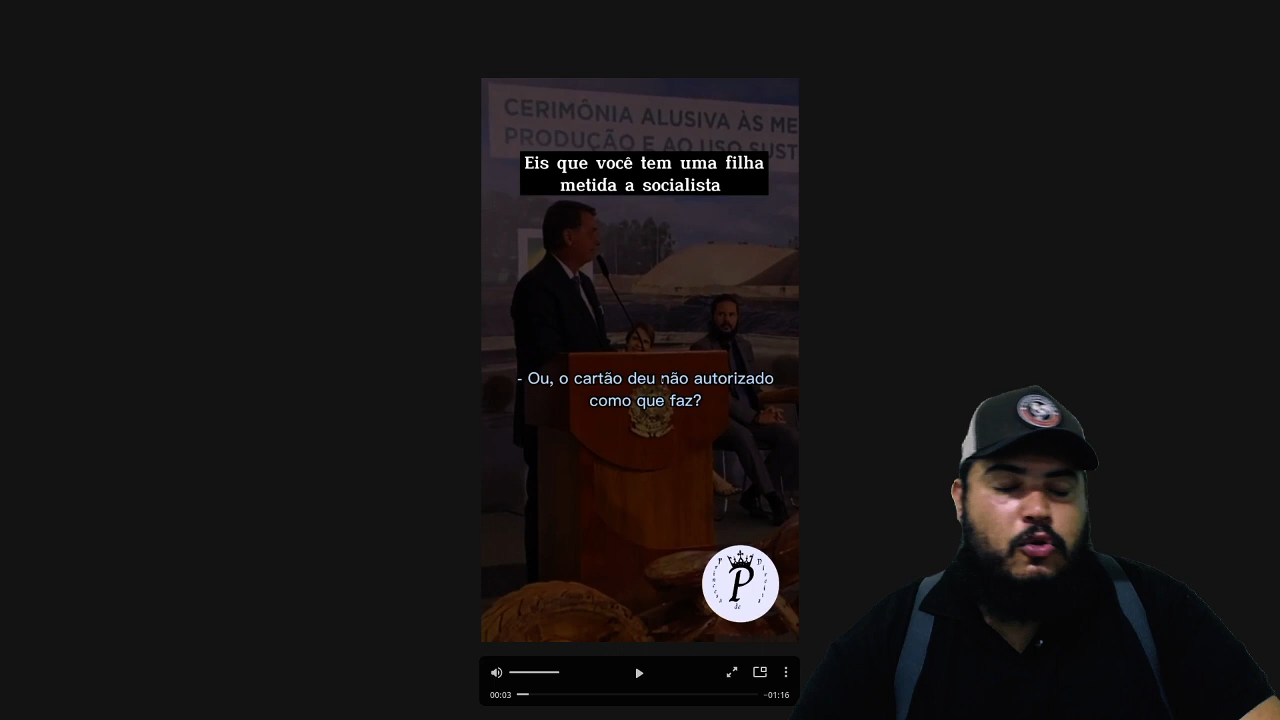 CERIMÔNIA ALUSIVA ÀS ME
PRODUÇÃO E AO USO SUST
Eis que você tem uma filha
metida a socialista
- Ou, o cartão deu não autorizado
como que faz?
P
00:03
-01:16